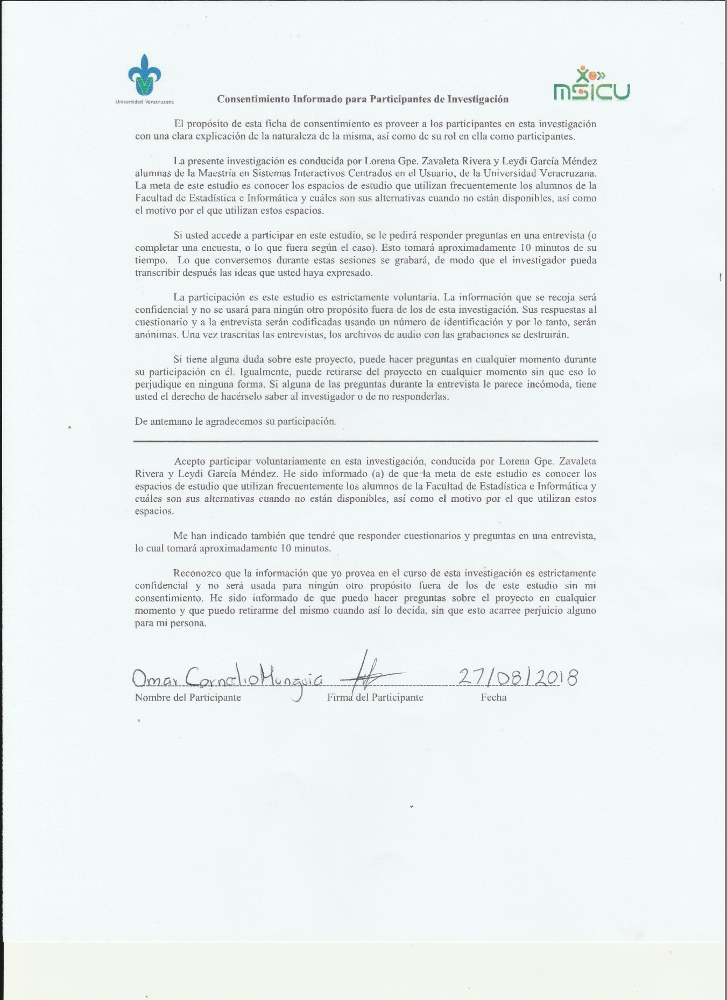 Universidad Veracruzana
MSICU
Consentimiento Informado para Participantes de Investigación
El propósito de esta ficha de consentimiento es proveer a los participantes en esta investigación
con una clara explicación de la naturaleza de la misma, así como de su rol en ella como participantes.
La presente investigación es conducida por Lorena Gpe. Zavaleta Rivera y Leydi García Méndez
alumnas de la Maestría en Sistemas Interactivos Centrados en el Usuario, de la Universidad Veracruzana.
La meta de este estudio es conocer los espacios de estudio que utilizan frecuentemente los alumnos de la
Facultad de Estadística e Informática y cuáles son sus alternativas cuando no están disponibles, así como
el motivo por el que utilizan estos espacios.
Si usted accede a participar en este estudio, se le pedirá responder preguntas en una entrevista (o
completar una encuesta, o lo que fuera según el caso). Esto tomará aproximadamente 10 minutos de su
tiempo. Lo que conversemos durante estas sesiones se grabará, de modo que el investigador pueda
transcribir después las ideas que usted haya expresado.
La participación es este estudio es estrictamente voluntaria. La información que se recoja será
confidencial y no se usará para ningún otro propósito fuera de los de esta investigación. Sus respuestas al
cuestionario y a la entrevista serán codificadas usando un número de identificación y por lo tanto, serán
anónimas. Una vez trascritas las entrevistas, los archivos de audio con las grabaciones se destruirán.
Si tiene alguna duda sobre este proyecto, puede hacer preguntas en cualquier momento durante
su participación en él. Igualmente, puede retirarse del proyecto en cualquier momento sin que eso lo
perjudique en ninguna forma. Si alguna de las preguntas durante la entrevista le parece incómoda, tiene
usted el derecho de hacérselo saber al investigador o de no responderlas.
De antemano le agradecemos su participación.
Acepto participar voluntariamente en esta investigación, conducida por Lorena Gpe. Zavaleta
Rivera y Leydi García Méndez. He sido informado (a) de que la meta de este estudio es conocer los
espacios de estudio que utilizan frecuentemente los alumnos de la Facultad de Estadística e Informática y
cuáles son sus alternativas cuando no están disponibles, así como el motivo por el que utilizan estos
espacios.
Me han indicado también que tendré que responder cuestionarios y preguntas en una entrevista,
lo cual tomará aproximadamente 10 minutos.
Reconozco que la información que yo provea en el curso de esta investigación es estrictamente
confidencial y no será usada para ningún otro propósito fuera de los de este estudio sin mi
consentimiento. He sido informado de que puedo hacer preguntas sobre el proyecto en cualquier
momento y que puedo retirarme del mismo cuando así lo decida, sin que esto acarree perjuicio alguno
para mi persona.
Omar Cornelio Munguia 27/08/2018
Nombre del Participante Firma del Participante Fecha